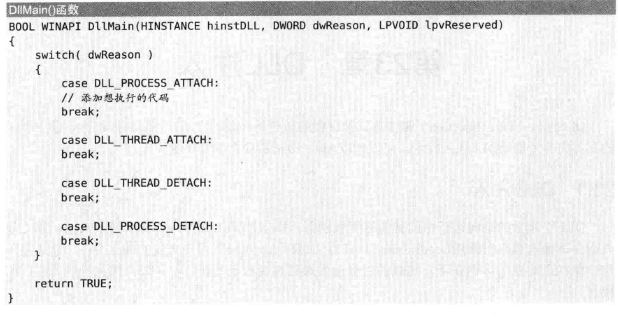 DllMain()函数
BOOL WINAPI DllMain(HINSTANCE hinstDLL, DWORD dwReason, LPVOID lpvReserved)
{
    switch( dwReason )
    {
        case DLL_PROCESS_ATTACH:
        // 添加想执行的代码
        break;

        case DLL_THREAD_ATTACH:
        break;

        case DLL_THREAD_DETACH:
        break;

        case DLL_PROCESS_DETACH:
        break;
    }

    return TRUE;
}